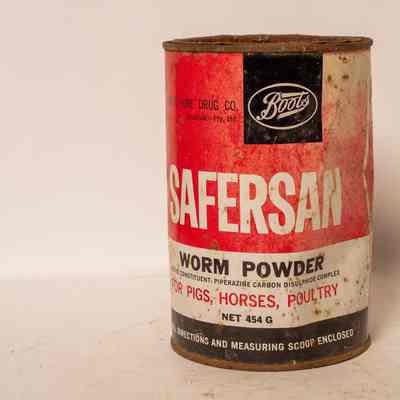 Boots
DRUG CO.
SAFERSAN
WORM POWDER
CONSTITUENT: PIPERAZINE CARBON DISULPHIDE COMPLEX
FOR PIGS, HORSES, POULTRY
NET 454 G
DIRECTIONS AND MEASURING SCOOP ENCLOSED